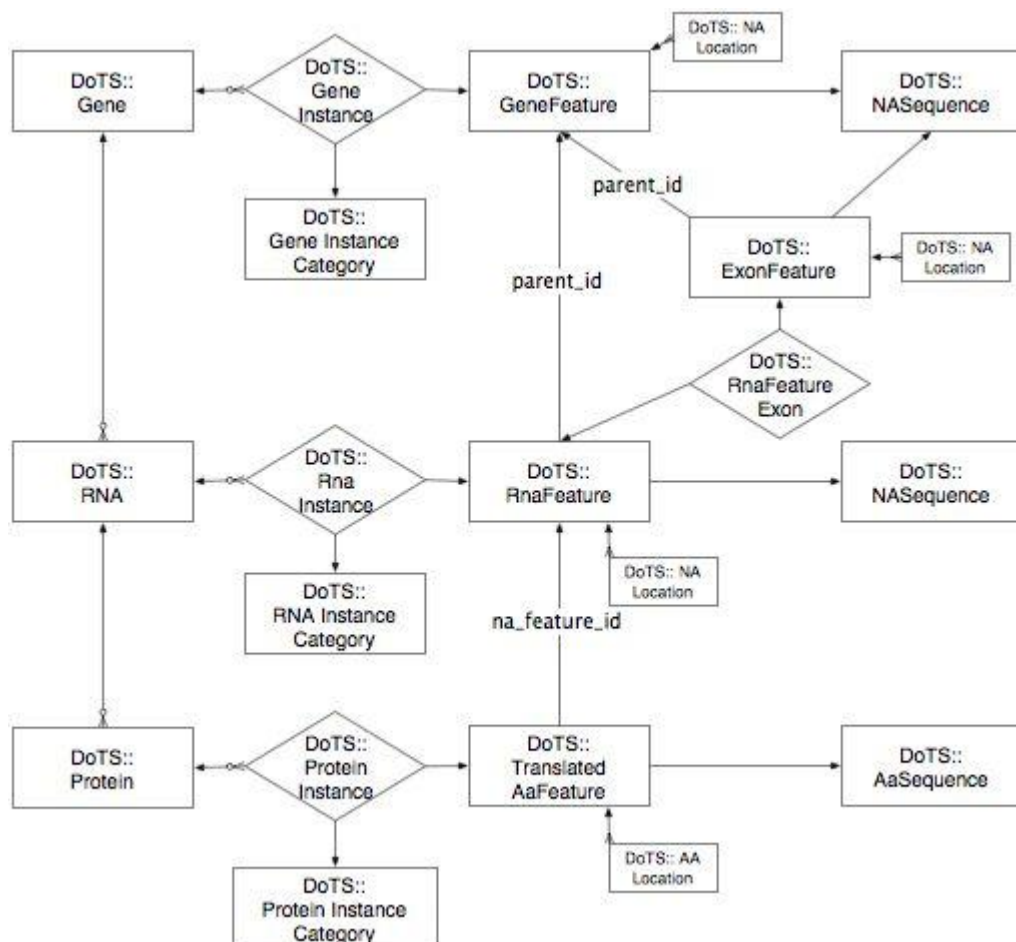 DoTS:: NA
Location
DoTS::
Gene
DoTS::
Gene
Instance
DoTS::
GeneFeature
DoTS::
NASequence
parent_id
DoTS::
Gene Instance
Category
DoTS::
ExonFeature
DoTS:: NA
Location
parent_id
DoTS::
RnaFeature
Exon
DoTS::
RNA
DoTS::
Rna
Instance
DoTS::
RnaFeature
DoTS::
NASequence
DoTS:: NA
Location
DoTS::
RNA Instance
Category
na_feature_id
DoTS::
Protein
DoTS::
Protein
Instance
DoTS::
Translated
AaFeature
DoTS::
AaSequence
DoTS:: AA
Location
DoTS::
Protein Instance
Category